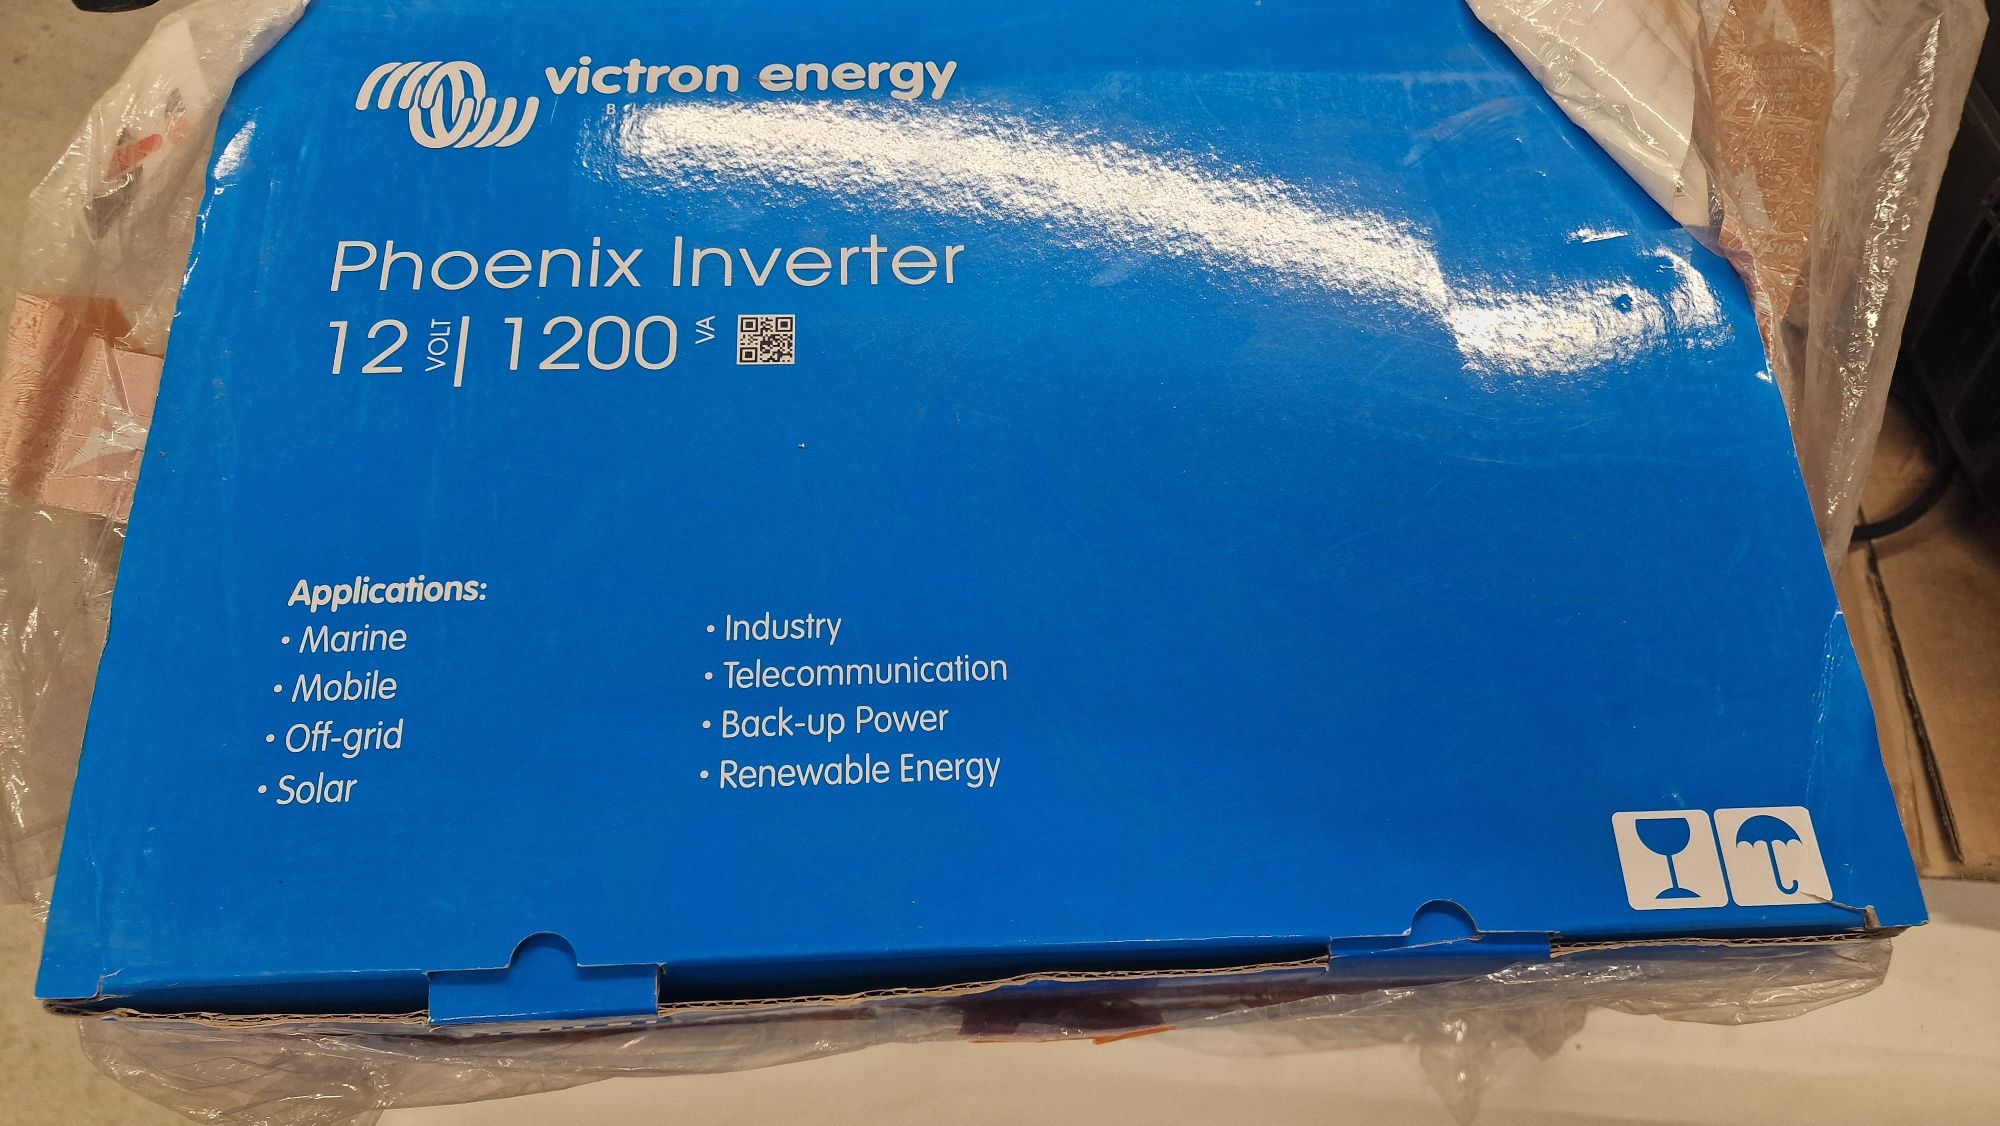 victron energy
Phoenix Inverter
12 VOLT | 1200 VA
Applications:
• Marine
• Mobile
• Off-grid
• Solar
• Industry
• Telecommunication
• Back-up Power
• Renewable Energy